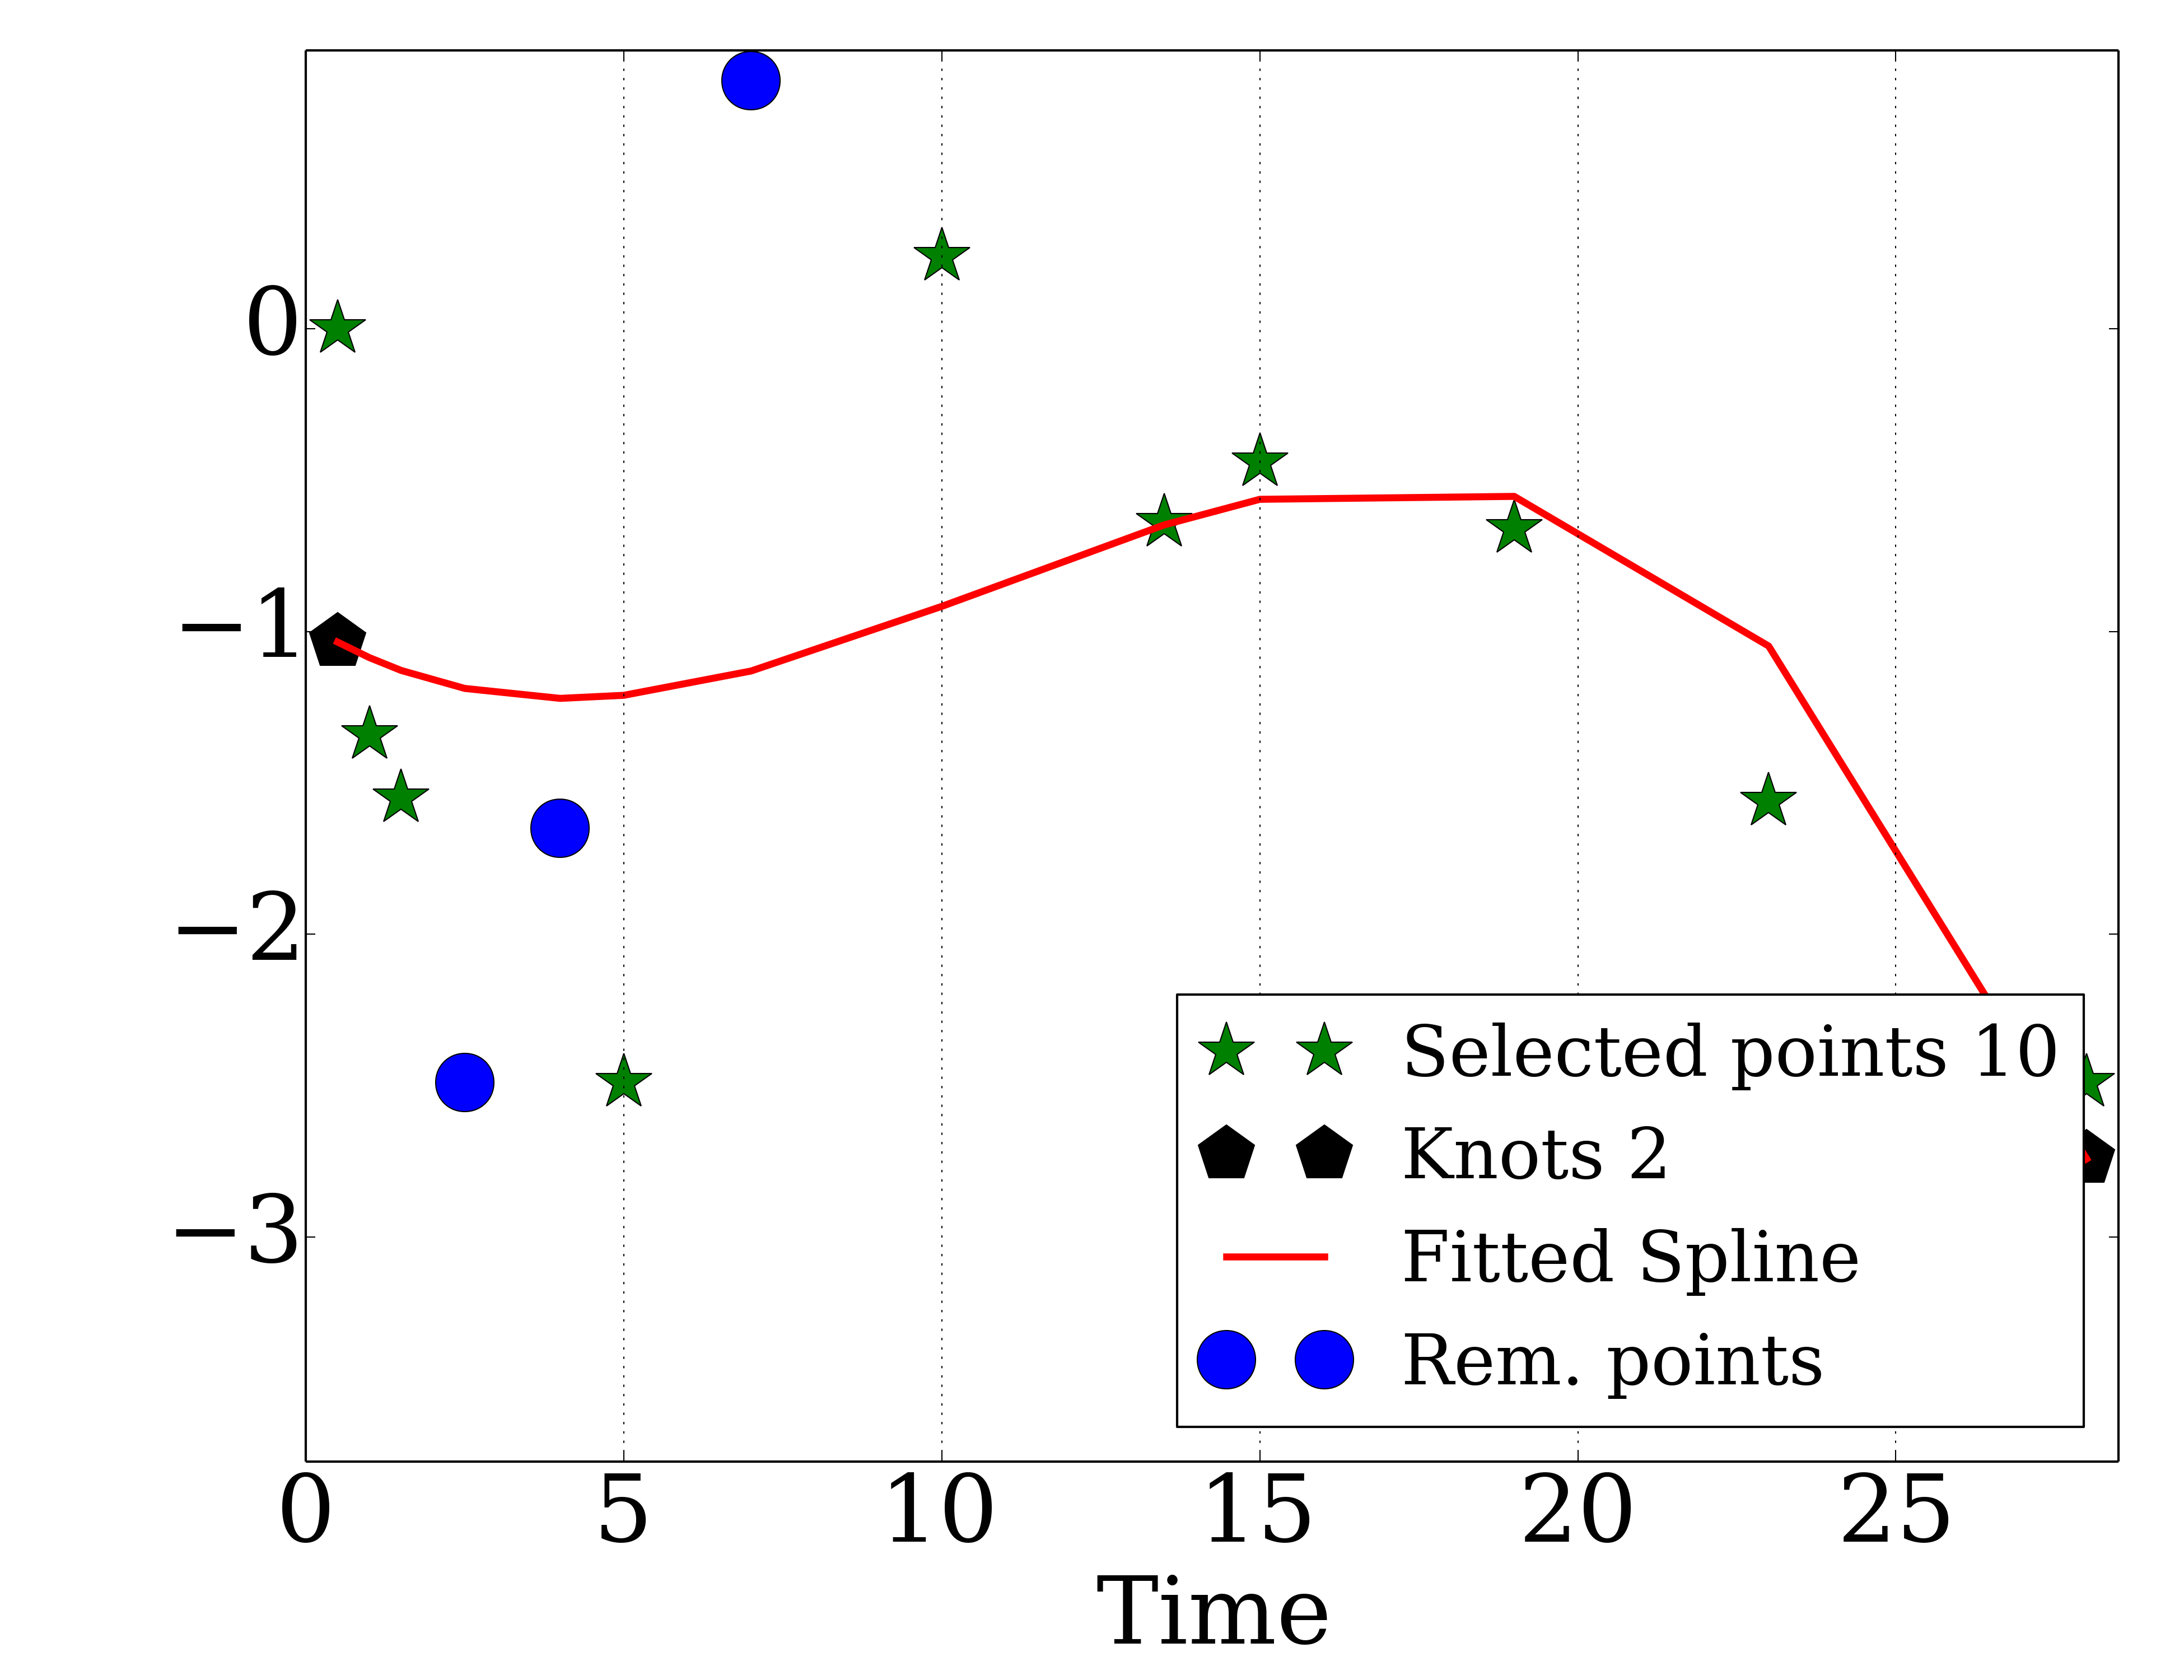 0
−1
−2
−3
Selected points 10
Knots 2
Fitted Spline
Rem. points
0 5 10 15 20 25
Time